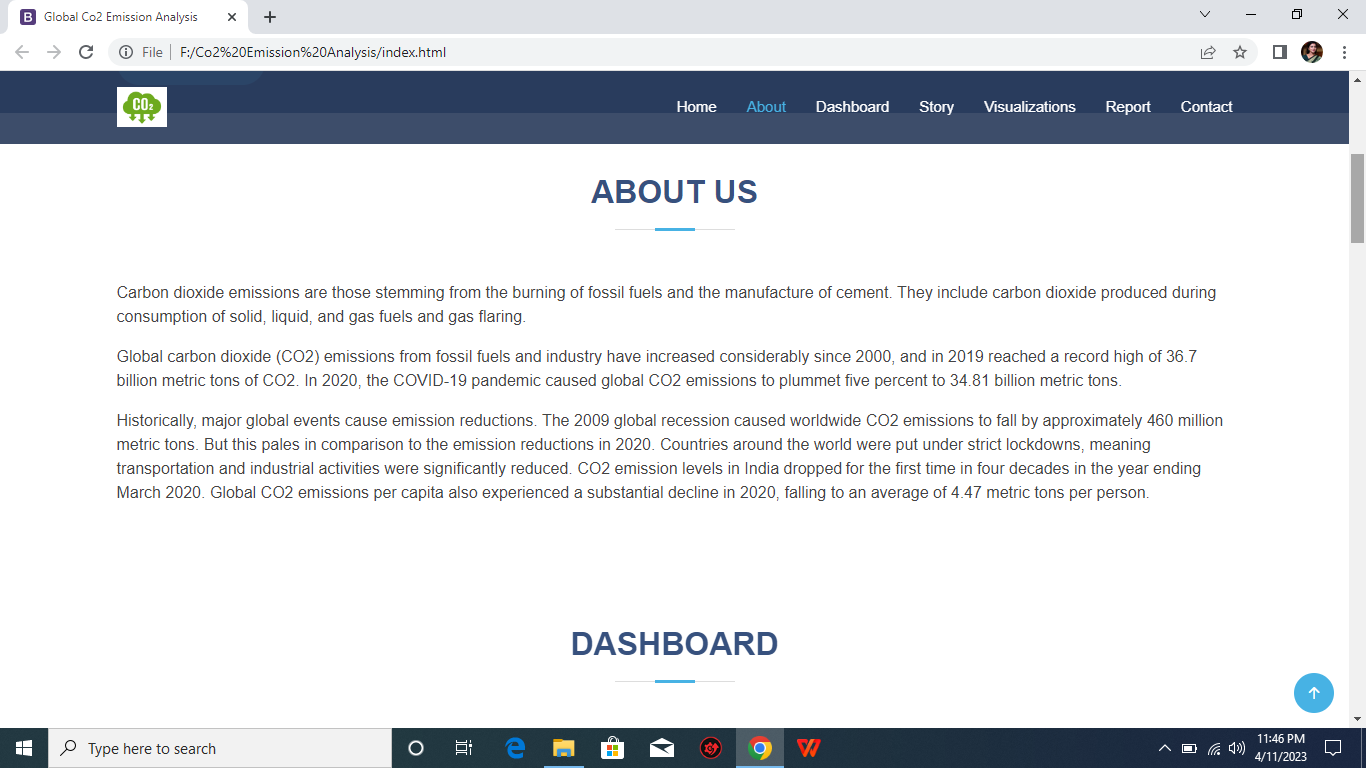 Global Co2 Emission Analysis
File
F:/Co2%20Emission%20Analysis/index.html
CO2
Home
About
Dashboard
Story
Visualizations
Report
Contact
ABOUT US
Carbon dioxide emissions are those stemming from the burning of fossil fuels and the manufacture of cement. They include carbon dioxide produced during
consumption of solid, liquid, and gas fuels and gas flaring.
Global carbon dioxide (CO2) emissions from fossil fuels and industry have increased considerably since 2000, and in 2019 reached a record high of 36.7
billion metric tons of CO2. In 2020, the COVID-19 pandemic caused global CO2 emissions to plummet five percent to 34.81 billion metric tons.
Historically, major global events cause emission reductions. The 2009 global recession caused worldwide CO2 emissions to fall by approximately 460 million
metric tons. But this pales in comparison to the emission reductions in 2020. Countries around the world were put under strict lockdowns, meaning
transportation and industrial activities were significantly reduced. CO2 emission levels in India dropped for the first time in four decades in the year ending
March 2020. Global CO2 emissions per capita also experienced a substantial decline in 2020, falling to an average of 4.47 metric tons per person.
DASHBOARD
Type here to search
11:46 PM
4/11/2023